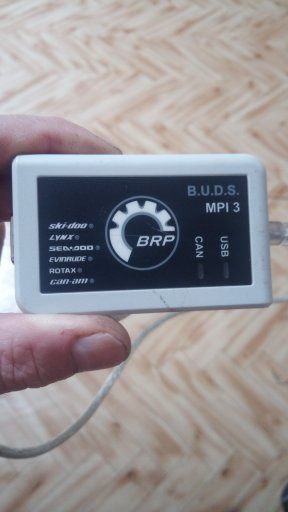 B.U.D.S.
MPI 3
ski-doo®
LYNX®
SEA-DOO®
EVINRUDE®
ROTAX®
can-am®
BRP
CAN
USB